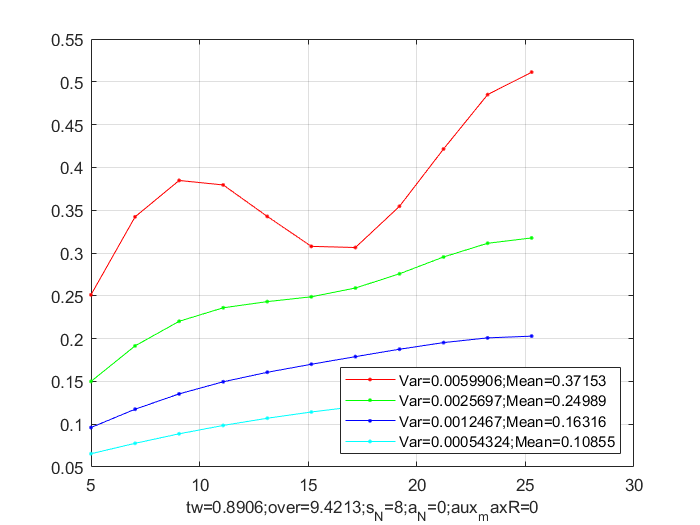 0.55
0.5
0.45
0.4
0.35
0.3
0.25
0.2
0.15
0.1
0.05
5 10 15 20 25 30
Var=0.0059906;Mean=0.37153
Var=0.0025697;Mean=0.24989
Var=0.0012467;Mean=0.16316
Var=0.00054324;Mean=0.10855
tw=0.8906;over=9.4213;s_N=8;a_N=0;aux_maxR=0